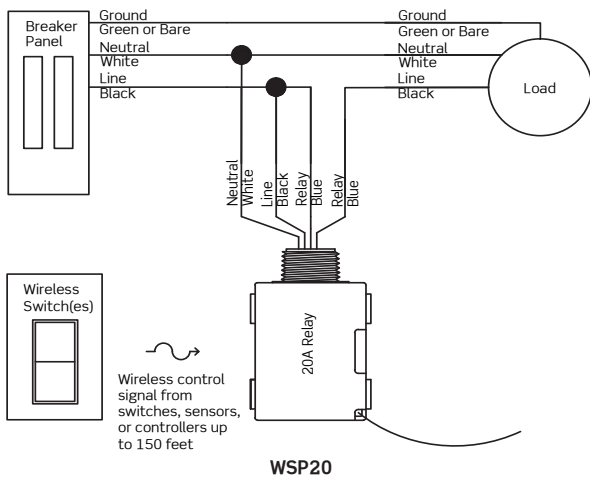 Breaker
Panel
Ground
Green or Bare
Neutral
White
Line
Black
Ground
Green or Bare
Neutral
White
Line
Black
Load
Neutral
White
Line
Black
Relay
Blue
Relay
Blue
20A Relay
Wireless
Switch(es)
Wireless control
signal from
switches, sensors,
or controllers up
to 150 feet
WSP20